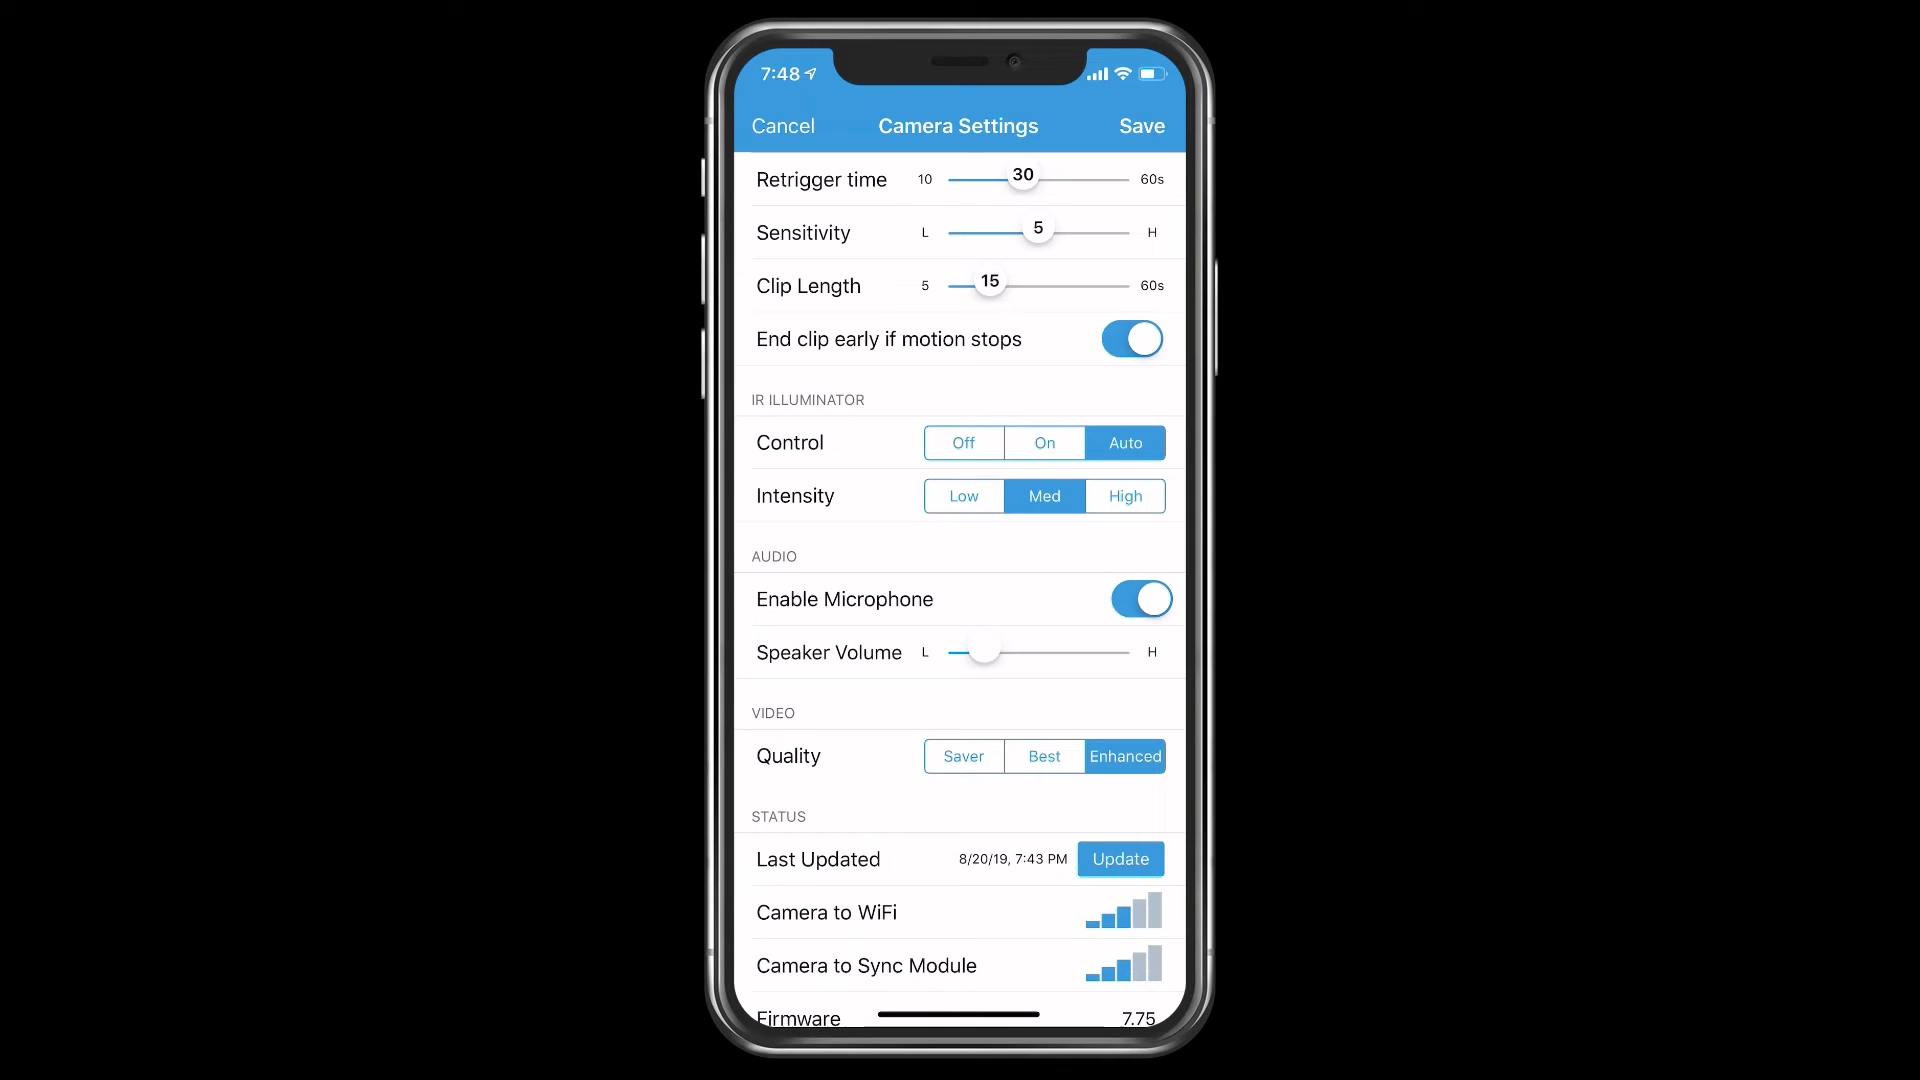 7:48
Cancel Camera Settings Save
Retrigger time 10 30 60s
Sensitivity L 5 H
Clip Length 5 15 60s
End clip early if motion stops
IR ILLUMINATOR
Control Off On Auto
Intensity Low Med High
AUDIO
Enable Microphone
Speaker Volume L H
VIDEO
Quality Saver Best Enhanced
STATUS
Last Updated 8/20/19, 7:43 PM Update
Camera to WiFi
Camera to Sync Module
Firmware 7.75